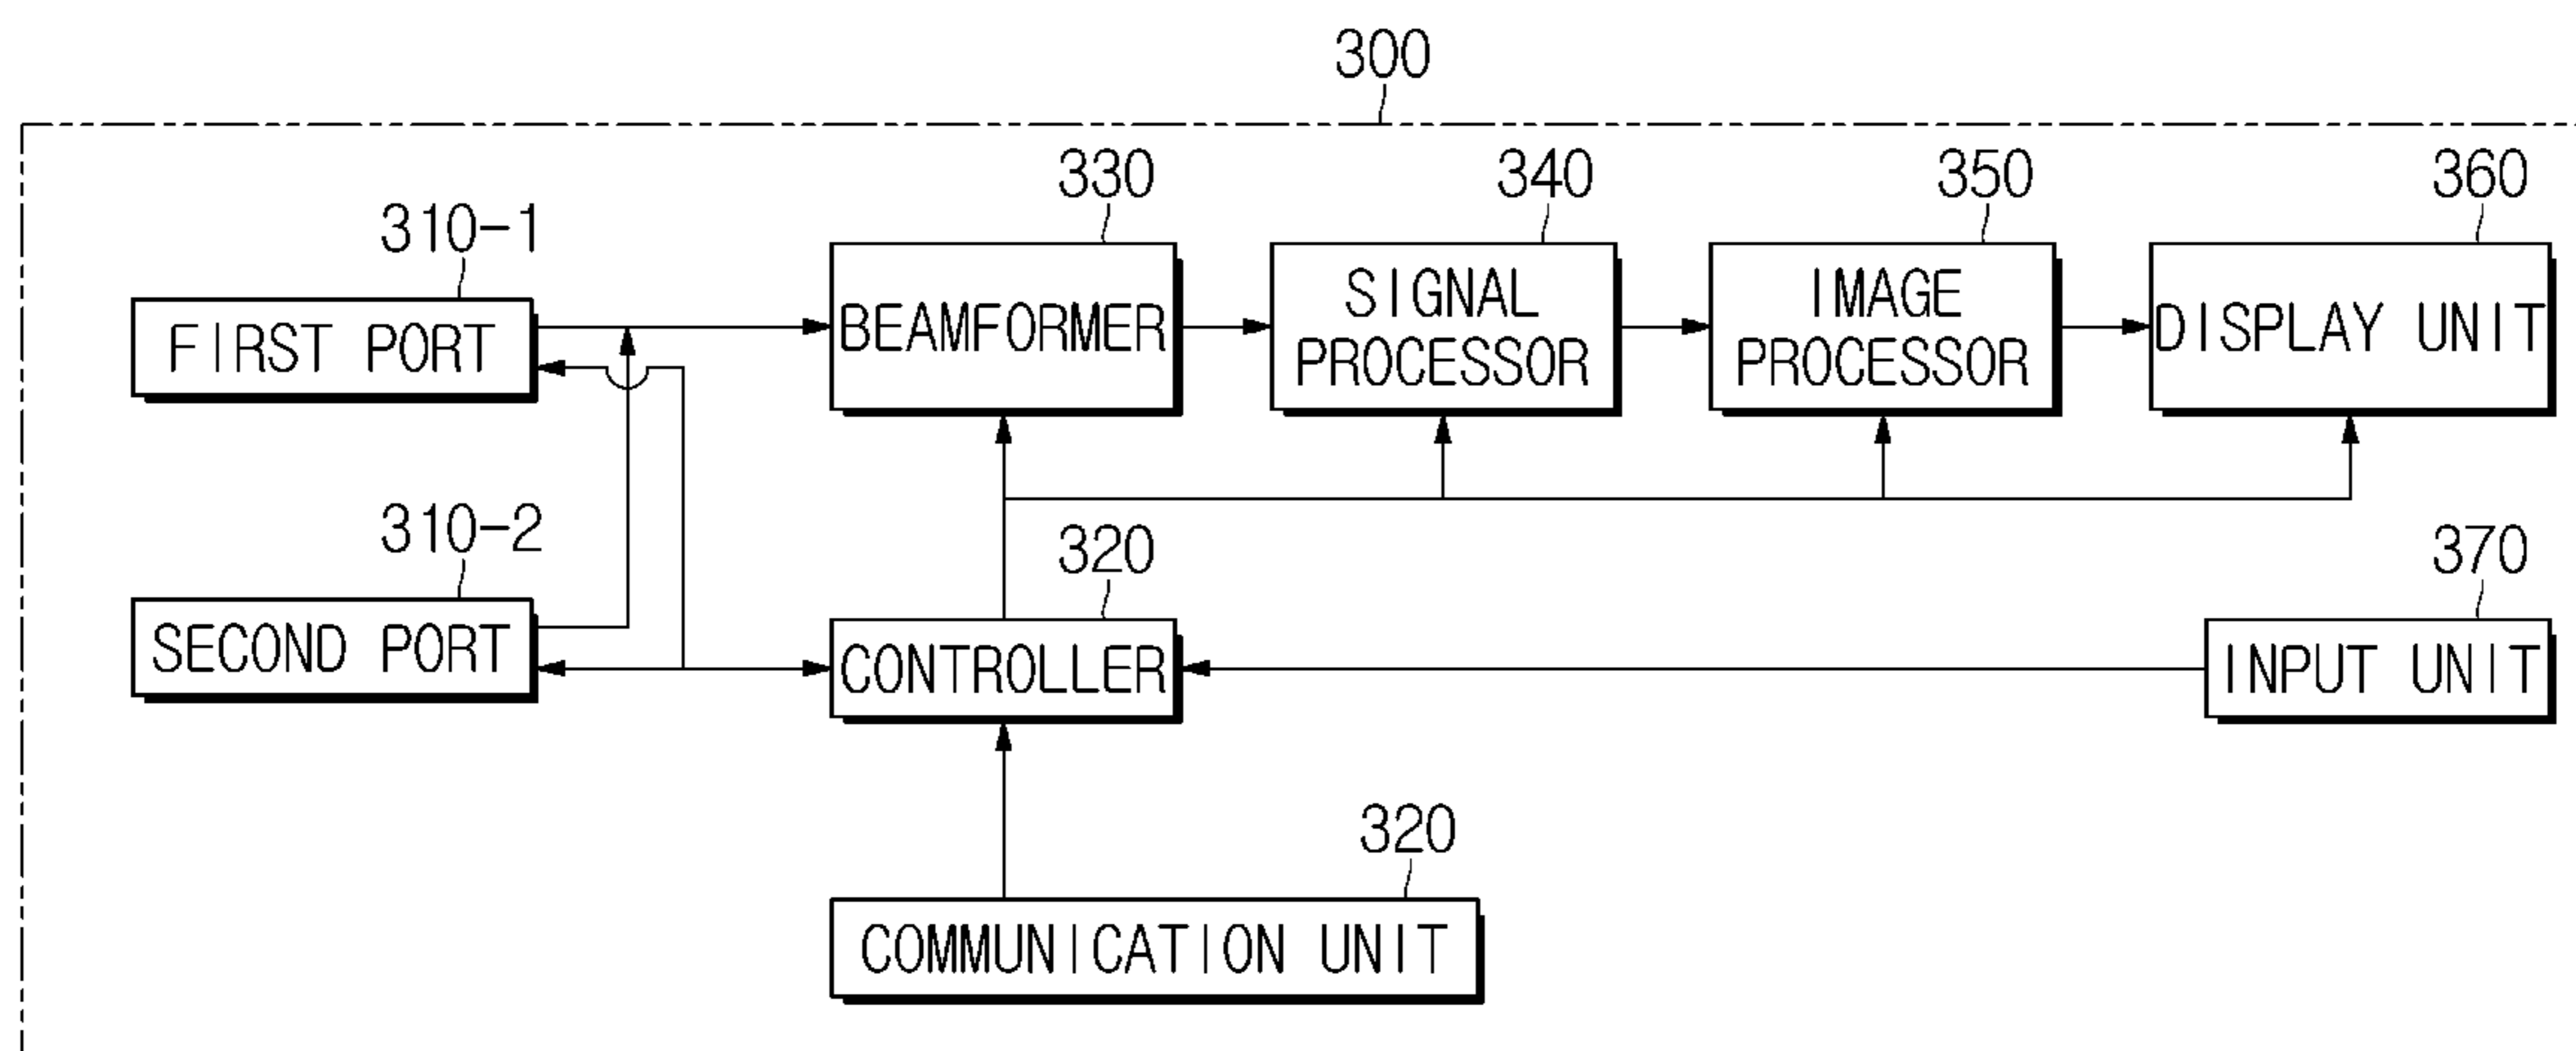 300
330
340
350
360
310-1
FIRST PORT
BEAMFORMER
SIGNAL
PROCESSOR
IMAGE
PROCESSOR
DISPLAY UNIT
310-2
320
370
SECOND PORT
CONTROLLER
INPUT UNIT
320
COMMUNICATION UNIT